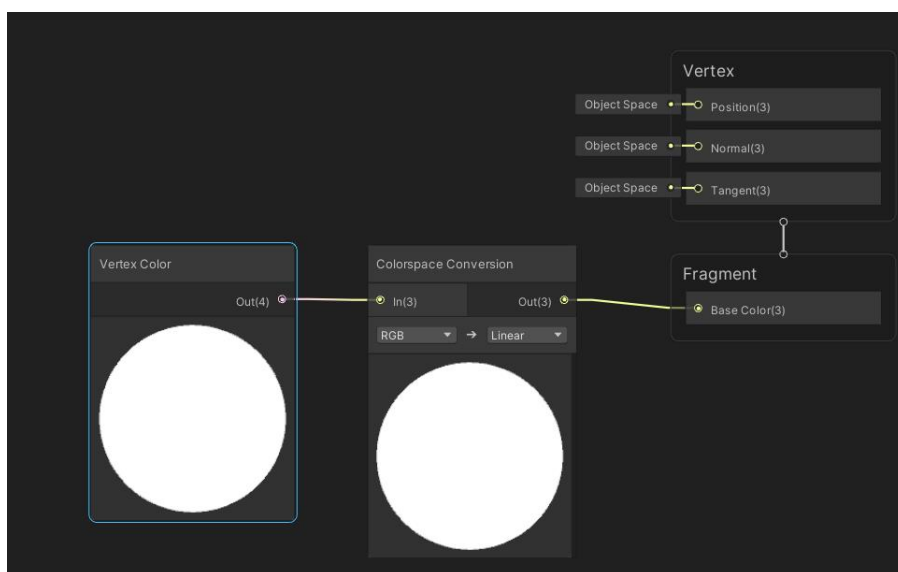 Vertex
Object Space
Position(3)
Object Space
Normal(3)
Object Space
Tangent(3)
Vertex Color
Out(4)
Colorspace Conversion
In(3)
Out(3)
RGB → Linear
Fragment
Base Color(3)